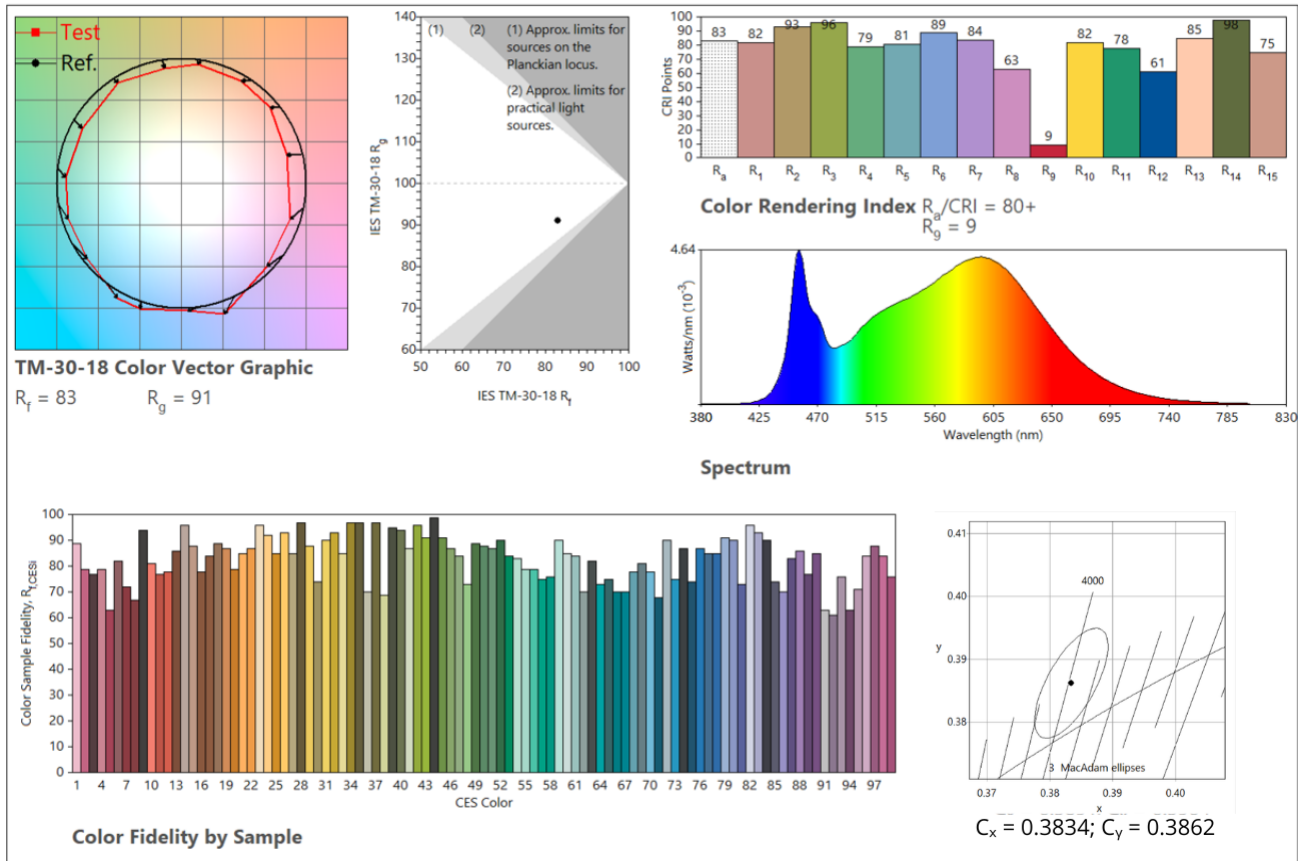 Test
Ref.
TM-30-18 Color Vector Graphic
R_f = 83 R_g = 91
140
130
120
110
100
90
80
70
60
IES TM-30-18 R_g
(1) (2) (1) Approx. limits for
sources on the
Planckian locus.
(2) Approx. limits for
practical light
sources.
50 60 70 80 90 100
IES TM-30-18 R_f
100
90
80
70
60
50
40
30
20
10
0
CRI Points
83 82 93 96 79 81 89 84 63 9 82 78 61 85 98 75
R_a R_1 R_2 R_3 R_4 R_5 R_6 R_7 R_8 R_9 R_10 R_11 R_12 R_13 R_14 R_15
Color Rendering Index R_a/CRI = 80+
R_9 = 9
4.64
Watts/nm (10⁻³)
380 425 470 515 560 605 650 695 740 785 830
Wavelength (nm)
Spectrum
100
90
80
70
60
50
40
30
20
10
0
Color Sample Fidelity, R_f,CESi
1 4 7 10 13 16 19 22 25 28 31 34 37 40 43 46 49 52 55 58 61 64 67 70 73 76 79 82 85 88 91 94 97
CES Color
Color Fidelity by Sample
0.41
0.40
0.39
0.38
y
4000
3 MacAdam ellipses
0.37 0.38 0.39 0.40
x
Cₓ = 0.3834; C_y = 0.3862